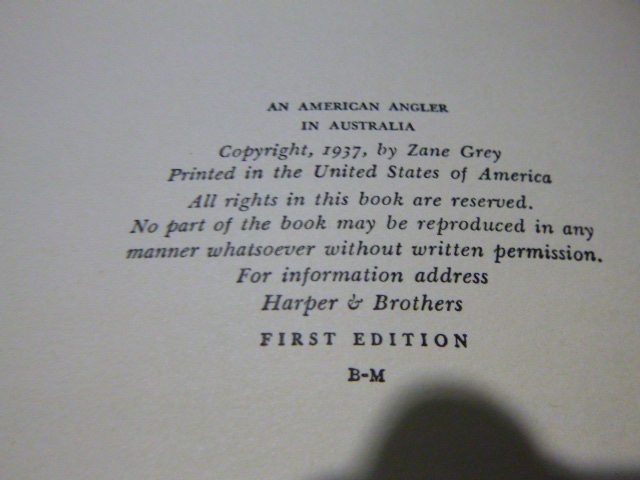 AN AMERICAN ANGLER
IN AUSTRALIA
Copyright, 1937, by Zane Grey
Printed in the United States of America
All rights in this book are reserved.
No part of the book may be reproduced in any
manner whatsoever without written permission.
For information address
Harper & Brothers
FIRST EDITION
B-M